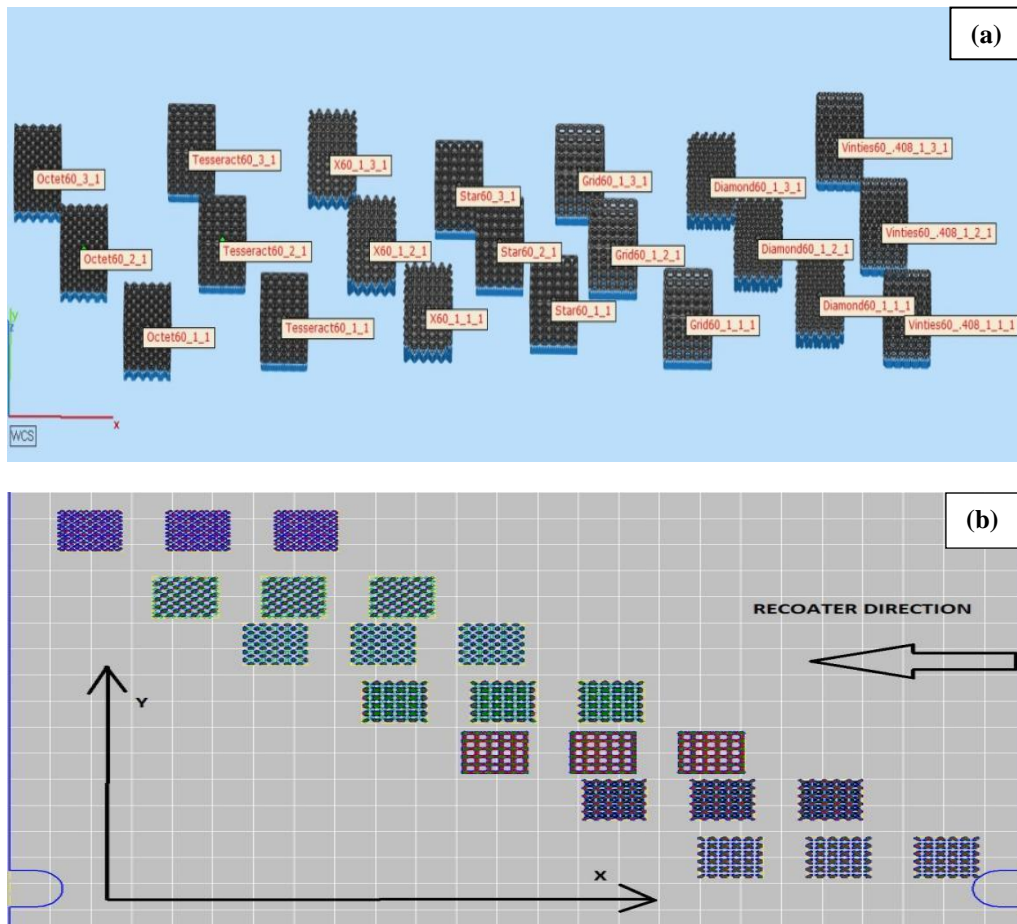 (a)
Octet60_3_1
Tesseract60_3_1
X60_1_3_1
Star60_3_1
Grid60_1_3_1
Diamond60_1_3_1
Vinties60_.408_1_3_1
Octet60_2_1
Tesseract60_2_1
X60_1_2_1
Star60_2_1
Grid60_1_2_1
Diamond60_1_2_1
Vinties60_.408_1_2_1
Octet60_1_1
Tesseract60_1_1
X60_1_1_1
Star60_1_1
Grid60_1_1_1
Diamond60_1_1_1
Vinties60_.408_1_1_1
y
z
x
WCS
(b)
RECOATER DIRECTION
Y
X